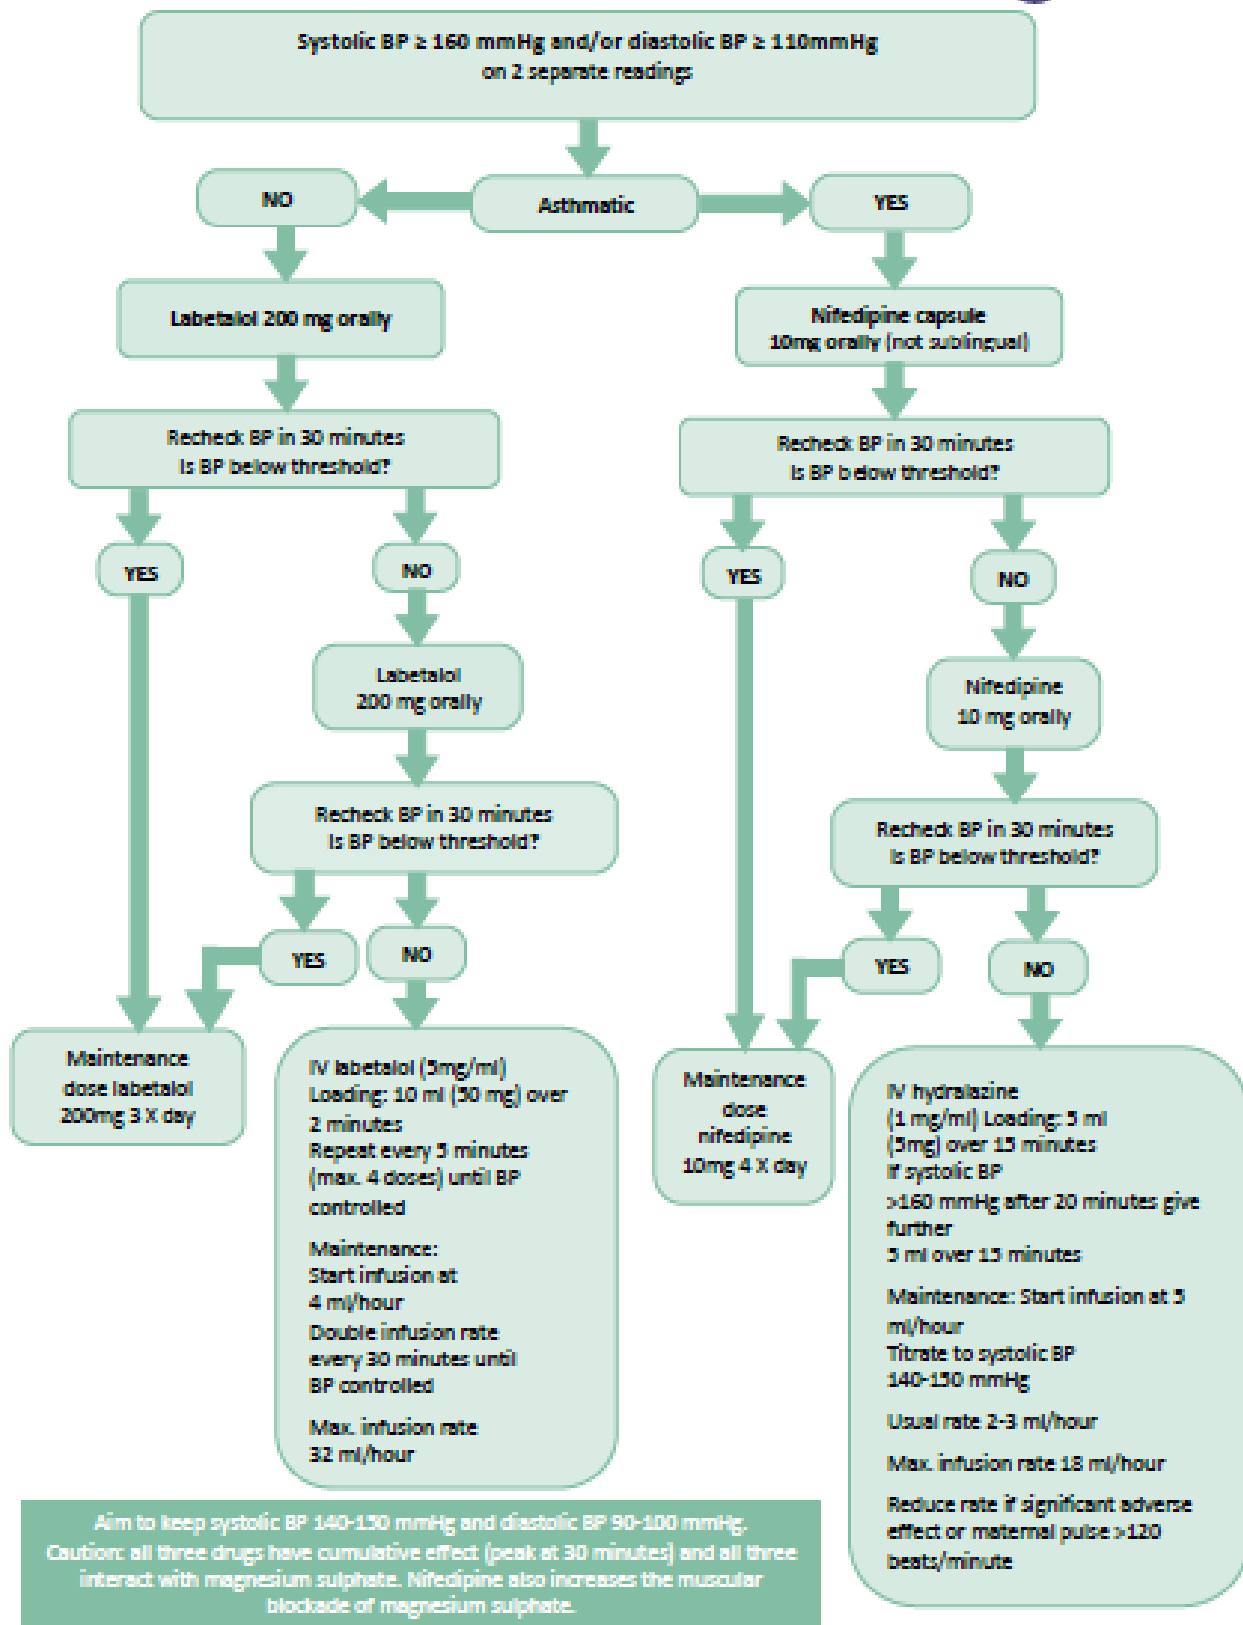 Systolic BP ≥ 160 mmHg and/or diastolic BP ≥ 110mmHg
on 2 separate readings
NO
Asthmatic
YES
Labetalol 200 mg orally
Nifedipine capsule
10mg orally (not sublingual)
Recheck BP in 30 minutes
Is BP below threshold?
Recheck BP in 30 minutes
Is BP below threshold?
YES
NO
YES
NO
Labetalol
200 mg orally
Nifedipine
10 mg orally
Recheck BP in 30 minutes
Is BP below threshold?
Recheck BP in 30 minutes
Is BP below threshold?
YES
NO
YES
NO
Maintenance
dose labetalol
200mg 3 X day
IV labetalol (5mg/ml)
Loading: 10 ml (50 mg) over
2 minutes
Repeat every 5 minutes
(max. 4 doses) until BP
controlled
Maintenance:
Start infusion at
4 ml/hour
Double infusion rate
every 30 minutes until
BP controlled
Max. infusion rate
32 ml/hour
Maintenance
dose
nifedipine
10mg 4 X day
IV hydralazine
(1 mg/ml) Loading: 5 ml
(5mg) over 15 minutes
If systolic BP
>160 mmHg after 20 minutes give
further
5 ml over 15 minutes
Maintenance: Start infusion at 5
ml/hour
Titrate to systolic BP
140-150 mmHg
Usual rate 2-3 ml/hour
Max. infusion rate 18 ml/hour
Reduce rate if significant adverse
effect or maternal pulse >120
beats/minute
Aim to keep systolic BP 140-150 mmHg and diastolic BP 90-100 mmHg.
Caution: all three drugs have cumulative effect (peak at 30 minutes) and all three
interact with magnesium sulphate. Nifedipine also increases the muscular
blockade of magnesium sulphate.